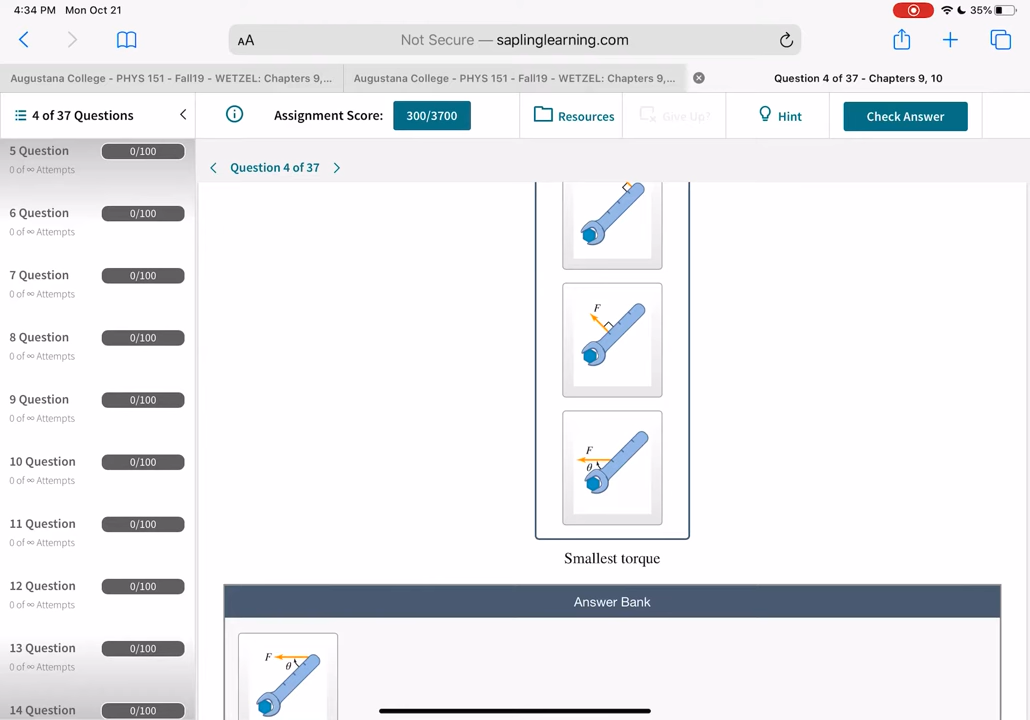 4:34 PM Mon Oct 21
35%
AA
Not Secure — saplinglearning.com
Augustana College - PHYS 151 - Fall19 - WETZEL: Chapters 9,...
Augustana College - PHYS 151 - Fall19 - WETZEL: Chapters 9,...
Question 4 of 37 - Chapters 9, 10
4 of 37 Questions
Assignment Score:
300/3700
Resources
Give Up?
Hint
Check Answer
Question 4 of 37
5 Question
0/100
0 of ∞ Attempts
6 Question
0/100
0 of ∞ Attempts
7 Question
0/100
0 of ∞ Attempts
8 Question
0/100
0 of ∞ Attempts
9 Question
0/100
0 of ∞ Attempts
10 Question
0/100
0 of ∞ Attempts
11 Question
0/100
0 of ∞ Attempts
12 Question
0/100
0 of ∞ Attempts
13 Question
0/100
0 of ∞ Attempts
14 Question
0/100
F
F
θ
Smallest torque
Answer Bank
F
θ